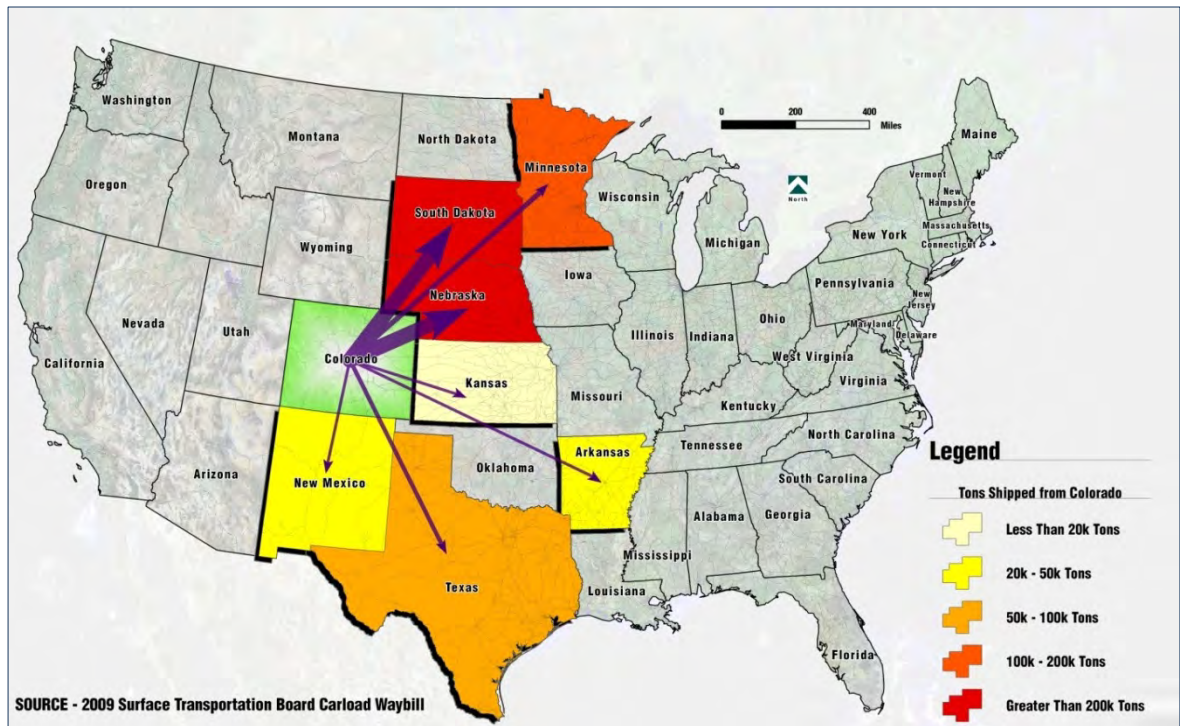 Washington
Montana
North Dakota
Minnesota
Maine
0 200 400
Miles
North
Oregon
Wisconsin
Vermont
New
Hampshire
South Dakota
Michigan
New York
Massachusetts
Connecticut
Wyoming
Iowa
Pennsylvania
New
Jersey
Nebraska
Nevada
Utah
Illinois
Indiana
Ohio
Maryland
Delaware
California
Colorado
West Virginia
Kansas
Missouri
Virginia
Kentucky
Arizona
New Mexico
Oklahoma
Arkansas
Tennessee
North Carolina
South Carolina
Mississippi
Alabama
Georgia
Texas
Louisiana
Florida
Legend
Tons Shipped from Colorado
Less Than 20k Tons
20k - 50k Tons
50k - 100k Tons
100k - 200k Tons
Greater Than 200k Tons
SOURCE - 2009 Surface Transportation Board Carload Waybill